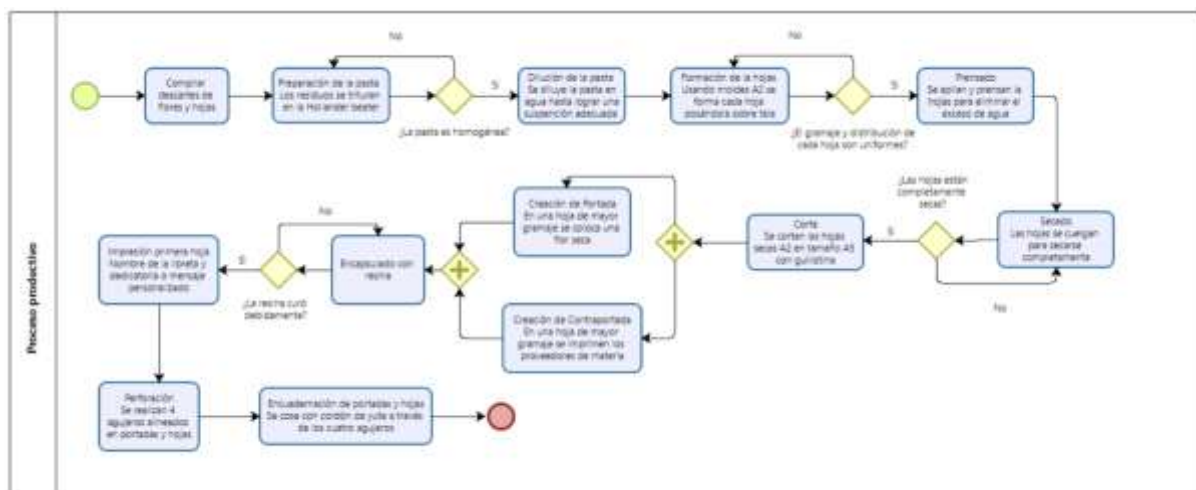 Proceso productivo
Comprar
descartes de
flores y hojas
Preparación de la pasta
Los residuos se trituran
en la Hollander beater
No
Si
¿La pasta es homogénea?
Dilución de la pasta
Se diluye la pasta en
agua hasta lograr una
suspención adecuada
Formación de la hojas
Usando moldes A2 se
forma cada hoja
posándola sobre tela
No
Si
¿El gramaje y distribución de
cada hoja son uniformes?
Prensado
Se apilan y prensan la
hojas para eliminar el
exceso de agua
Secado
Las hojas se cuelgan
para secarse
completamente
¿Las hojas están
completamente
secas?
No
Si
Corte
Se cortan las hojas
secas A2 en tamaño A5
con guillotina
Creación de Portada
En una hoja de mayor
gramaje se coloca una
flor seca
Creación de Contraportada
En una hoja de mayor
gramaje se imprimen los
proveedores de materia
Encapsulado con
resina
No
Si
¿La resina curó
debidamente?
Impresión primera hoja
Nombre de la libreta y
dedicatoria o mensaje
personalizado
Perforación
Se realizan 4
agujeros alineados
en portadas y hojas
Encuadernación de portadas y hojas
Se cose con cordón de yute a través
de los cuatro agujeros